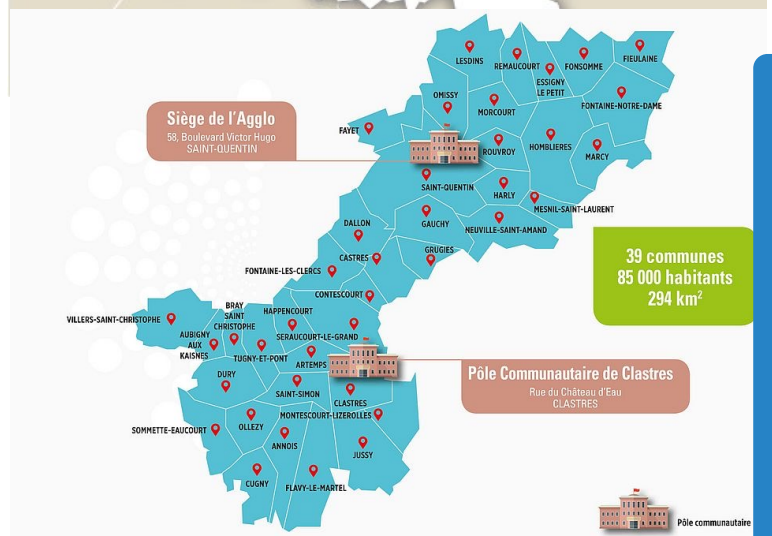 LESDINS
REMAUCOURT
ESSIGNY
LE PETIT
FONSOMME
FIEULAINE
OMISSY
MORCOURT
FONTAINE-NOTRE-DAME
Siège de l'Agglo
58, Boulevard Victor Hugo
SAINT-QUENTIN
FAYET
ROUVROY
HOMBLIERES
MARCY
SAINT-QUENTIN
HARLY
MESNIL-SAINT-LAURENT
GAUCHY
NEUVILLE-SAINT-AMAND
DALLON
CASTRES
GRUGIES
FONTAINE-LES-CLERCS
39 communes
85 000 habitants
294 km²
CONTESCOURT
VILLERS-SAINT-CHRISTOPHE
BRAY
SAINT
CHRISTOPHE
HAPPENCOURT
AUBIGNY
AUX
KAISNES
TUGNY-ET-PONT
SERAUCOURT-LE-GRAND
ARTEMPS
Pôle Communautaire de Clastres
Rue du Château d'Eau
CLASTRES
DURY
SAINT-SIMON
CLASTRES
MONTESCOURT-LIZEROLLES
SOMMETTE-EAUCOURT
OLLEZY
ANNOIS
JUSSY
CUGNY
FLAVY-LE-MARTEL
Pôle communautaire